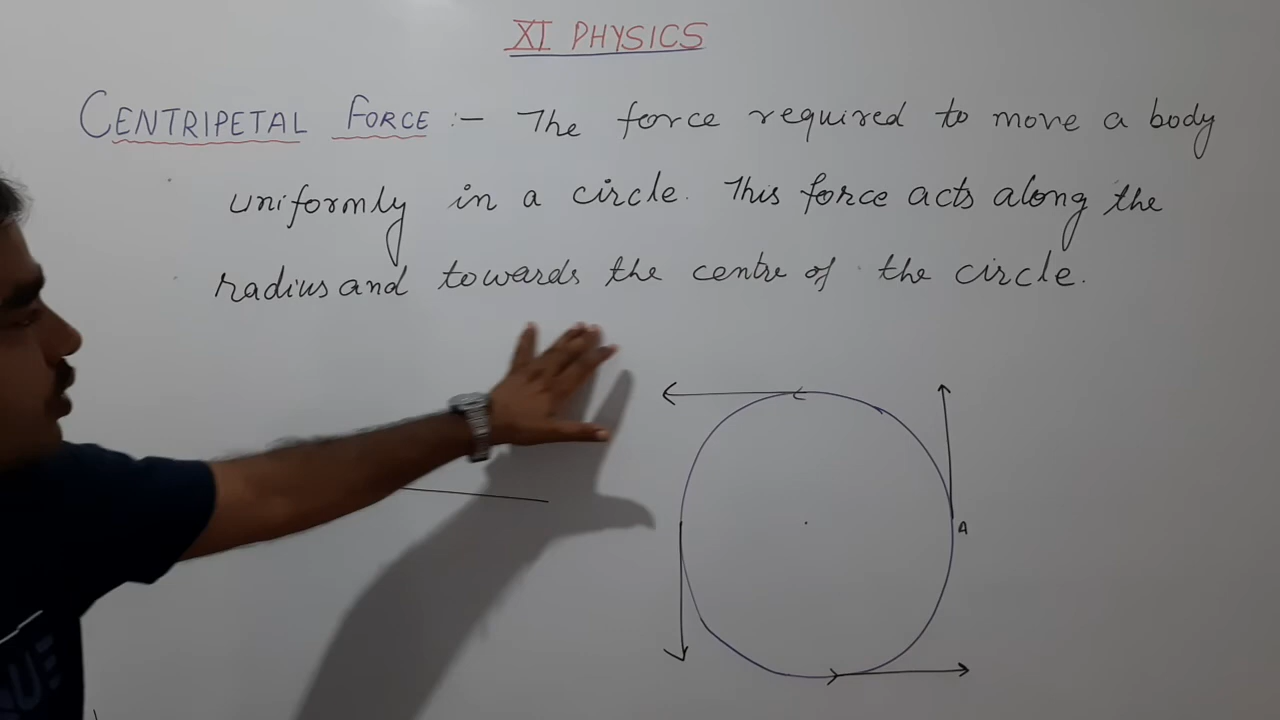 XI PHYSICS
CENTRIPETAL FORCE :- The force required to move a body
uniformly in a circle. This force acts along the
radius and towards the centre of the circle.
A